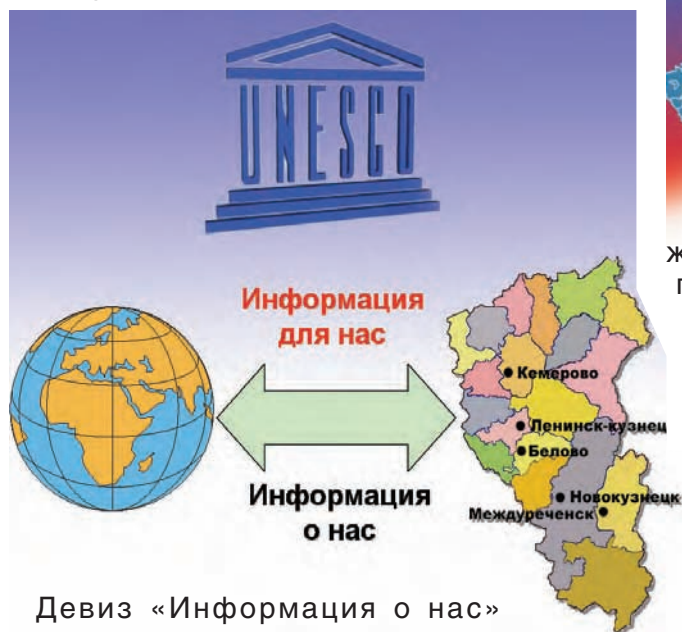 UNESCO
Информация
для нас
Кемерово
Ленинск-кузнец
Белово
Новокузнецк
Междуреченск
Информация
о нас
Девиз «Информация о нас»